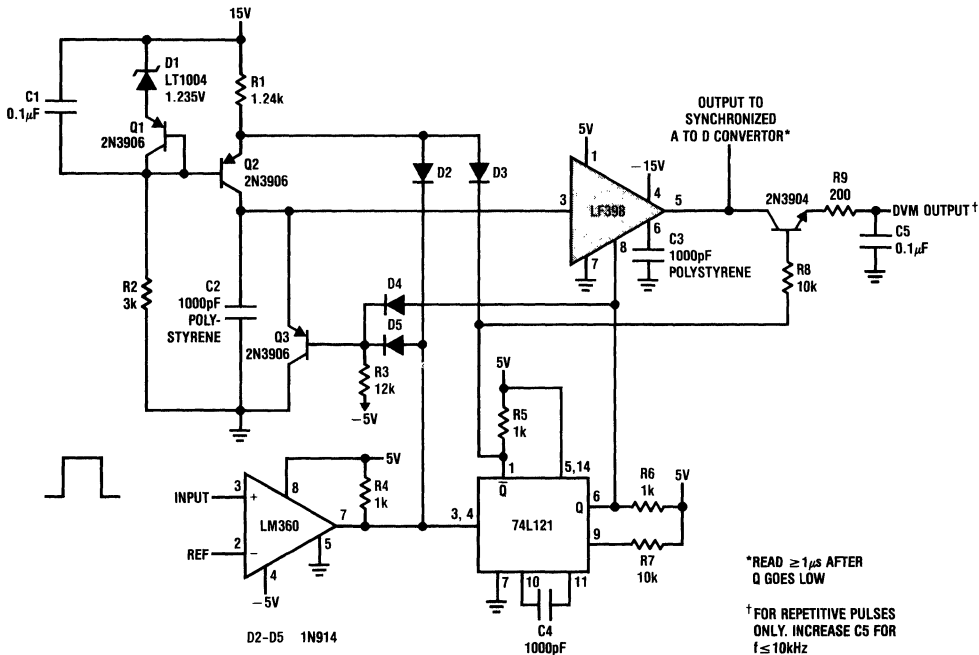 15V
D1
LT1004
1.235V
R1
1.24k
C1
0.1µF
Q1
2N3906
Q2
2N3906
D2
D3
5V
1
-15V
4
3
LF398
5
6
8
7
C3
1000pF
POLYSTYRENE
OUTPUT TO
SYNCHRONIZED
A TO D CONVERTOR*
2N3904
R9
200
DVM OUTPUT†
C5
0.1µF
R8
10k
R2
3k
C2
1000pF
POLY-
STYRENE
Q3
2N3906
D4
D5
R3
12k
-5V
5V
R5
1k
5V
R4
1k
INPUT
3
+
8
LM360
7
5
REF
2
-
4
-5V
3, 4
1
Q̅
5,14
74L121
Q
6
9
7
10
11
R6
1k
5V
R7
10k
C4
1000pF
D2-D5 1N914
*READ ≥1µs AFTER
Q GOES LOW
†FOR REPETITIVE PULSES
ONLY. INCREASE C5 FOR
f≤10kHz